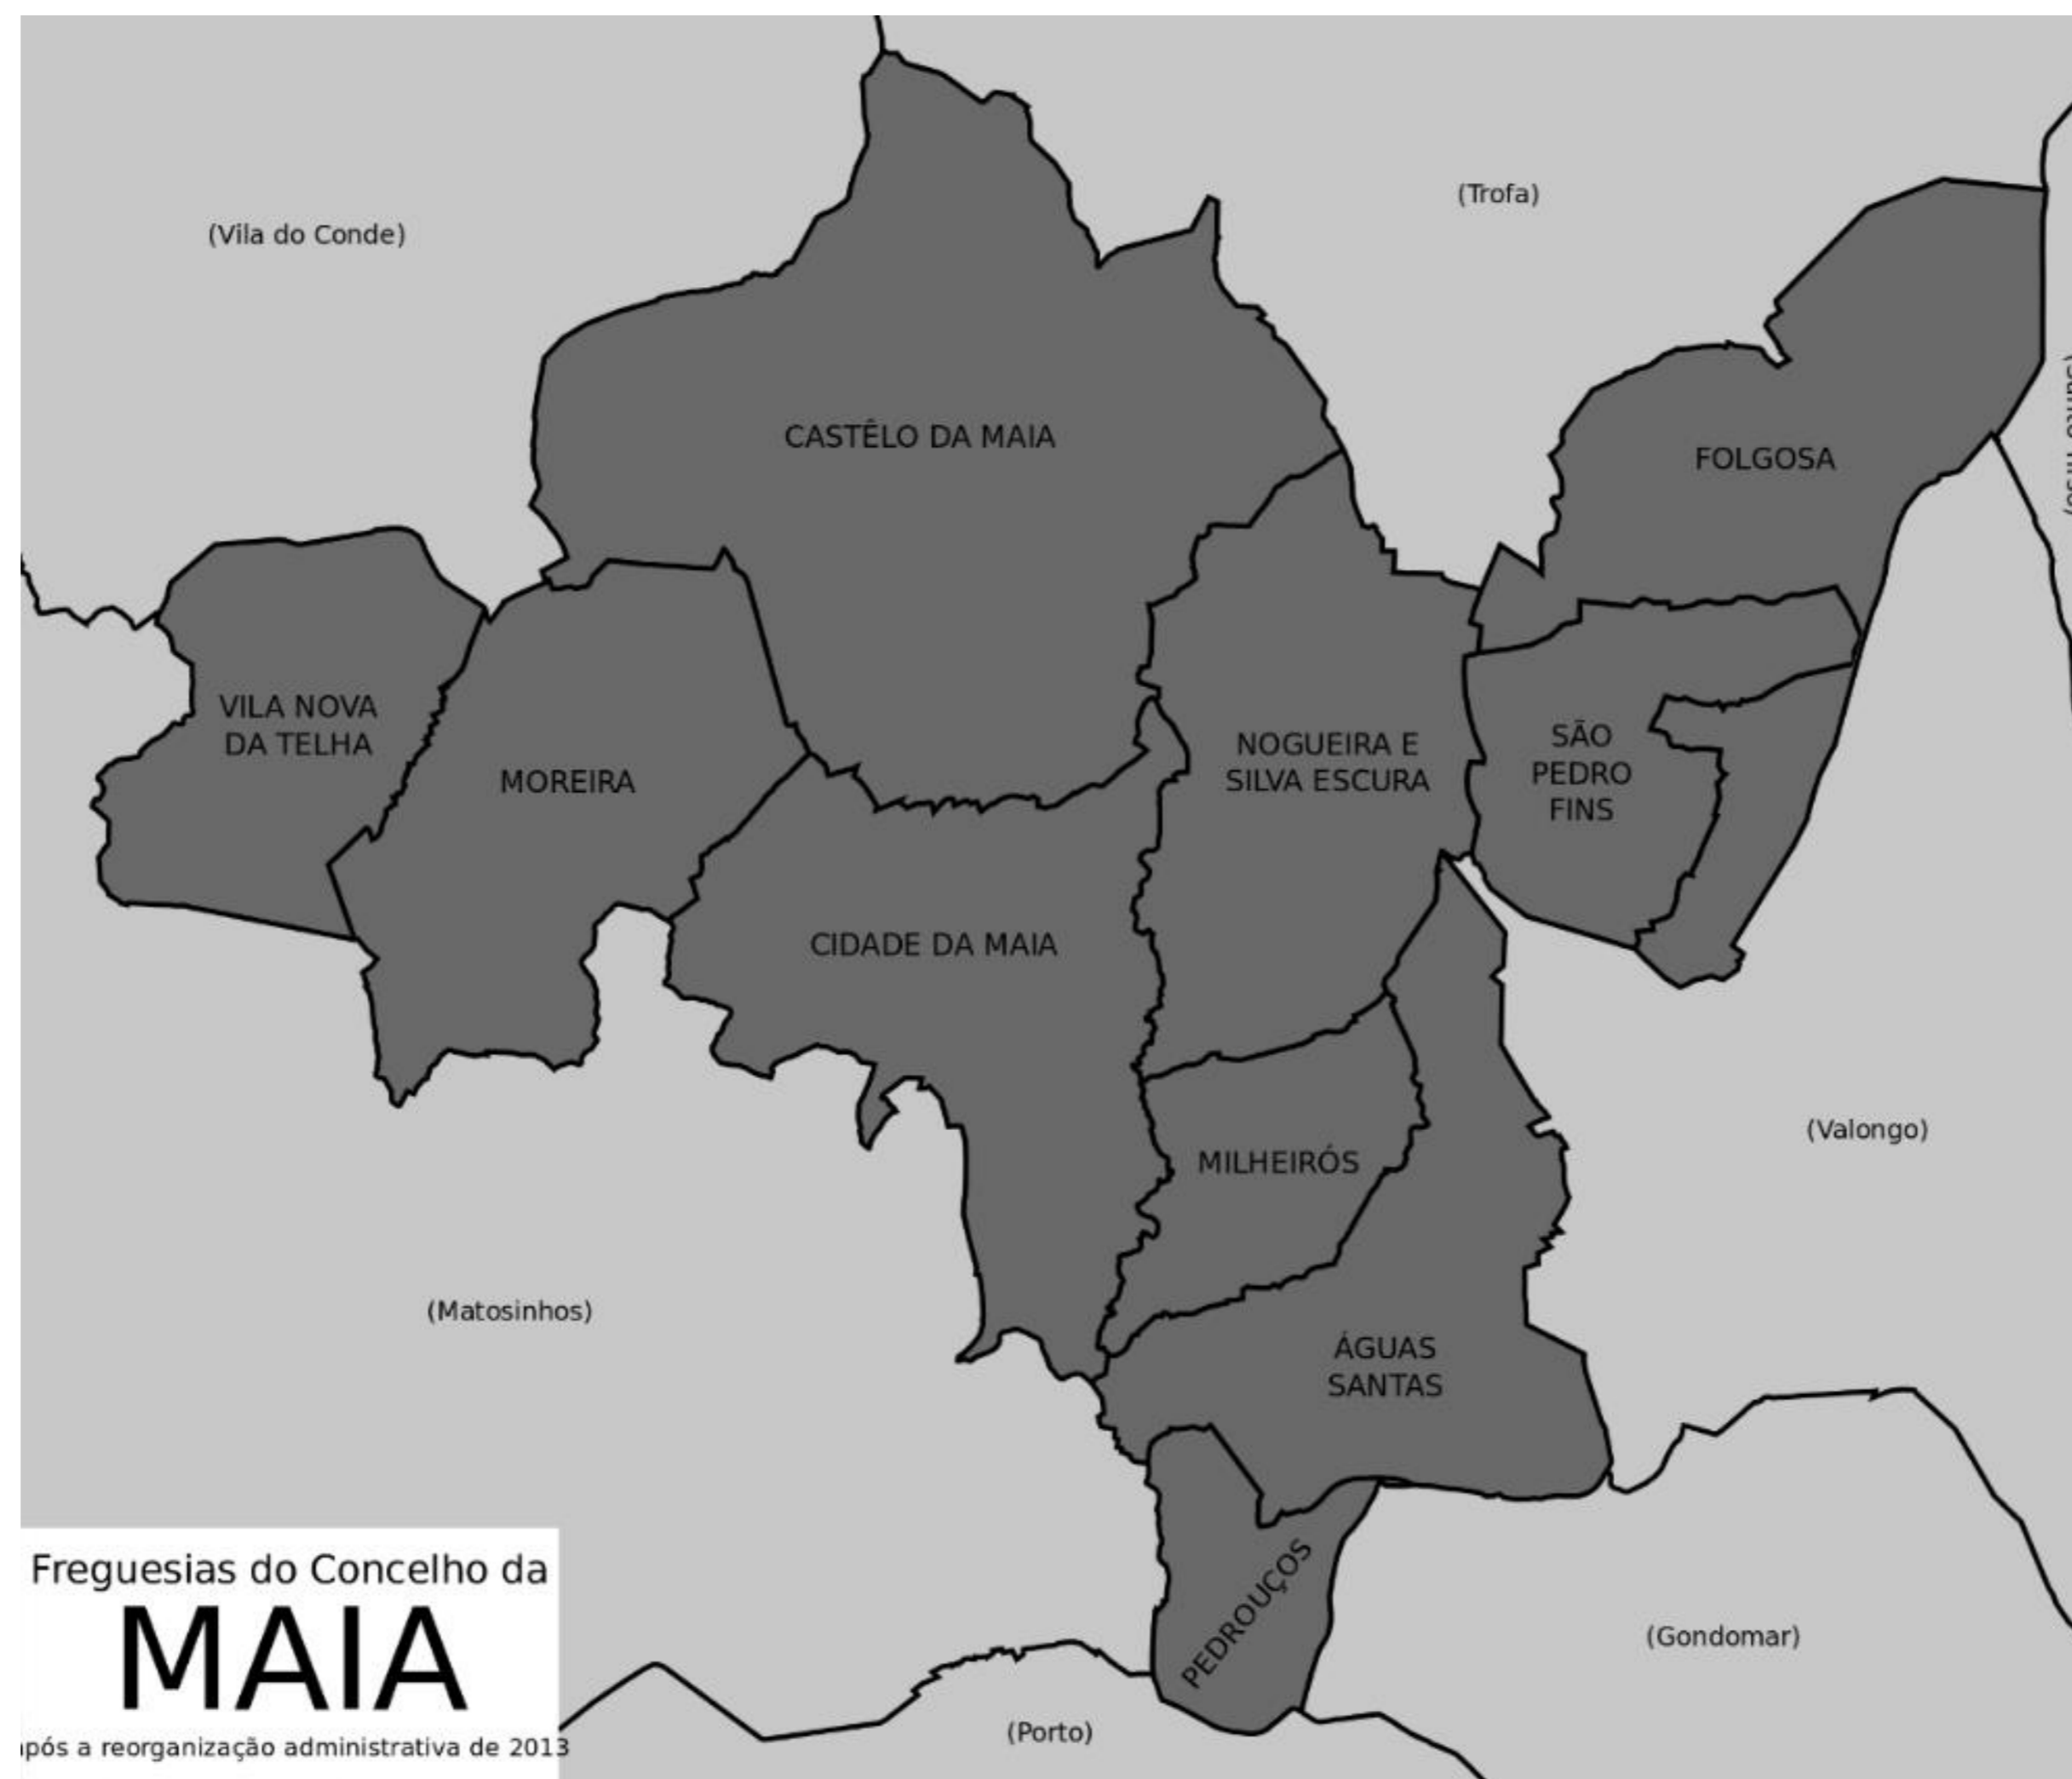 (Trofa)
(Vila do Conde)
CASTÊLO DA MAIA
FOLGOSA
VILA NOVA
DA TELHA
MOREIRA
NOGUEIRA E
SILVA ESCURA
SÃO
PEDRO
FINS
CIDADE DA MAIA
(Valongo)
MILHEIRÓS
(Matosinhos)
ÁGUAS
SANTAS
PEDROUÇOS
(Gondomar)
(Porto)
Freguesias do Concelho da
MAIA
após a reorganização administrativa de 2013